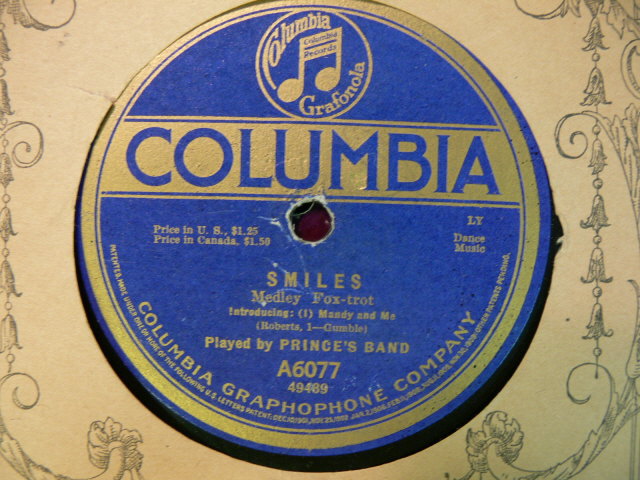 Columbia
Columbia
Records
Grafonola
COLUMBIA
Price in U. S., $1.25
Price in Canada, $1.50
LY
Dance
Music
SMILES
Medley Fox-trot
Introducing: (1) Mandy and Me
(Roberts, 1—Gumble)
Played by PRINCE'S BAND
A6077
49469
COLUMBIA GRAPHOPHONE COMPANY